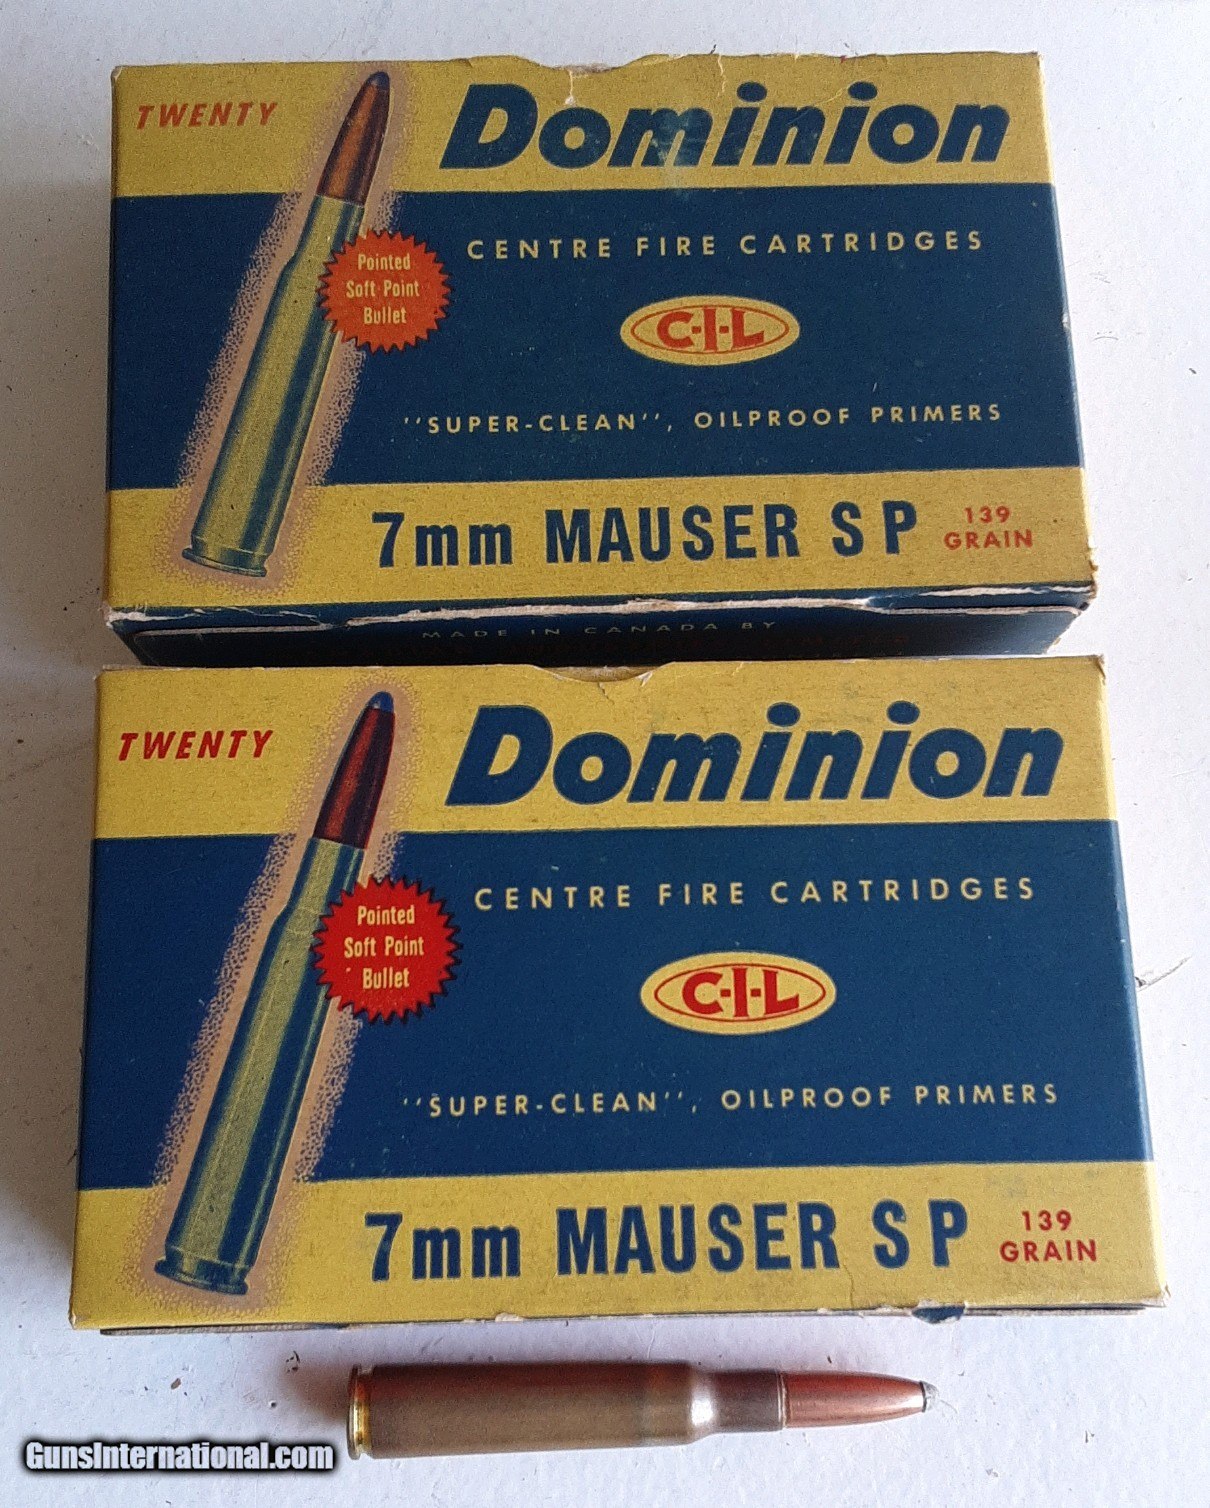 TWENTY
Dominion
CENTRE FIRE CARTRIDGES
Pointed
Soft Point
Bullet
C-I-L
''SUPER-CLEAN'', OILPROOF PRIMERS
7mm MAUSER SP
139
GRAIN
MADE IN CANADA BY
TWENTY
Dominion
CENTRE FIRE CARTRIDGES
Pointed
Soft Point
Bullet
C-I-L
''SUPER-CLEAN'', OILPROOF PRIMERS
7mm MAUSER SP
139
GRAIN
GunsInternational.com